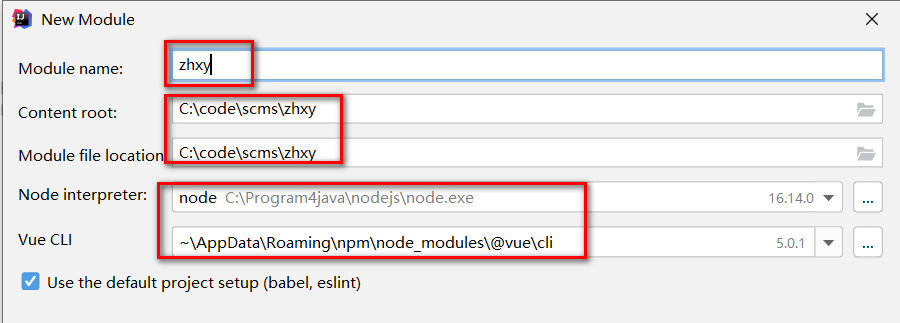 New Module
Module name: zhxy
Content root: C:\code\scms\zhxy
Module file location C:\code\scms\zhxy
Node interpreter: node C:\Program4java\nodejs\node.exe 16.14.0 ...
Vue CLI ~\AppData\Roaming\npm\node_modules\@vue\cli 5.0.1 ...
Use the default project setup (babel, eslint)